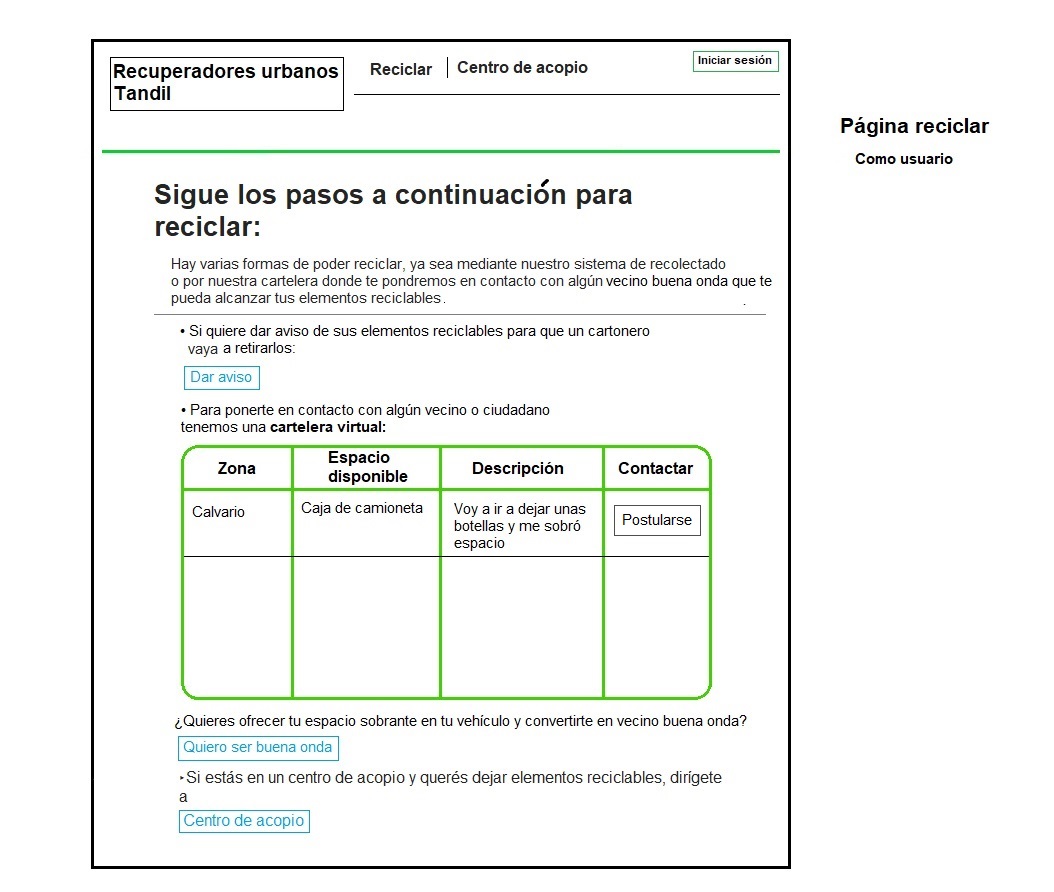 Recuperadores urbanos
Tandil
Reciclar
Centro de acopio
Iniciar sesión
Página reciclar
Como usuario
Sigue los pasos a continuación para
reciclar:
Hay varias formas de poder reciclar, ya sea mediante nuestro sistema de recolectado
o por nuestra cartelera donde te pondremos en contacto con algún vecino buena onda que te
pueda alcanzar tus elementos reciclables.
• Si quiere dar aviso de sus elementos reciclables para que un cartonero
vaya a retirarlos:
Dar aviso
• Para ponerte en contacto con algún vecino o ciudadano
tenemos una cartelera virtual:
Zona
Espacio
disponible
Descripción
Contactar
Calvario
Caja de camioneta
Voy a ir a dejar unas
botellas y me sobró
espacio
Postularse
¿Quieres ofrecer tu espacio sobrante en tu vehículo y convertirte en vecino buena onda?
Quiero ser buena onda
‣Si estás en un centro de acopio y querés dejar elementos reciclables, dirígete
a
Centro de acopio